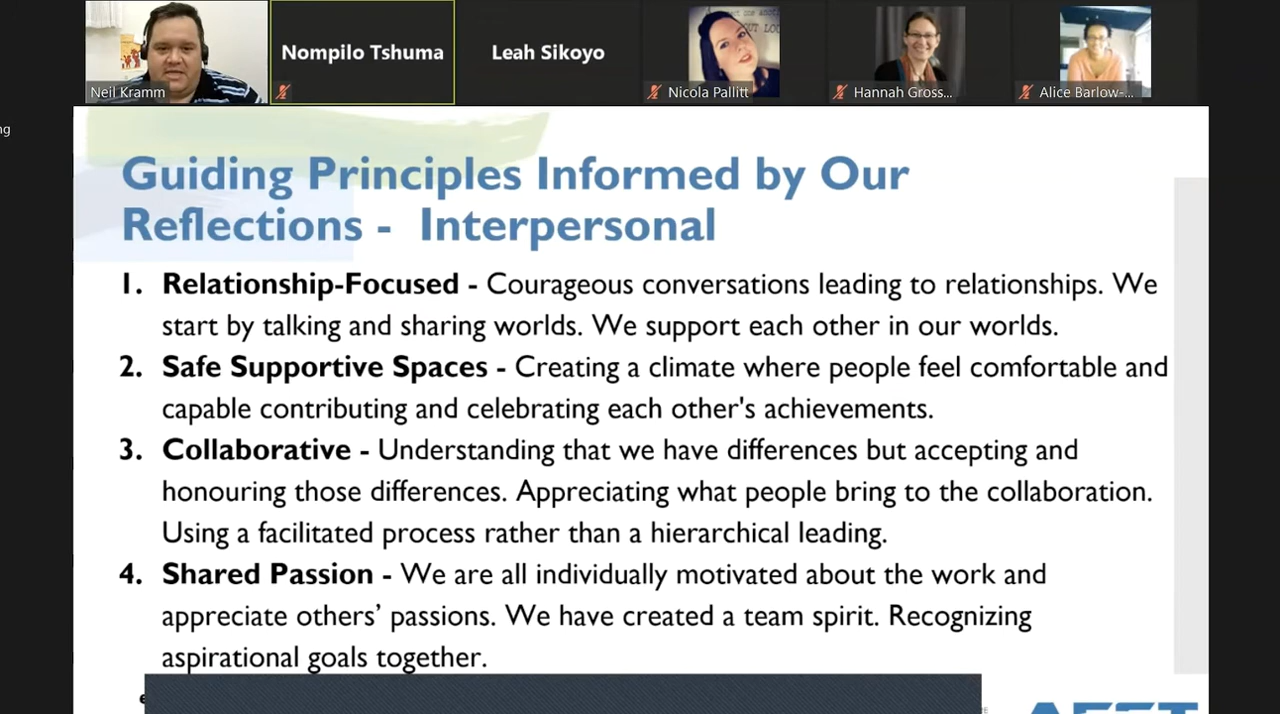 Neil Kramm
Nompilo Tshuma
Leah Sikoyo
Nicola Pallitt
Hannah Gross...
Alice Barlow-...
Guiding Principles Informed by Our
Reflections - Interpersonal
1. Relationship-Focused - Courageous conversations leading to relationships. We
start by talking and sharing worlds. We support each other in our worlds.
2. Safe Supportive Spaces - Creating a climate where people feel comfortable and
capable contributing and celebrating each other's achievements.
3. Collaborative - Understanding that we have differences but accepting and
honouring those differences. Appreciating what people bring to the collaboration.
Using a facilitated process rather than a hierarchical leading.
4. Shared Passion - We are all individually motivated about the work and
appreciate others’ passions. We have created a team spirit. Recognizing
aspirational goals together.